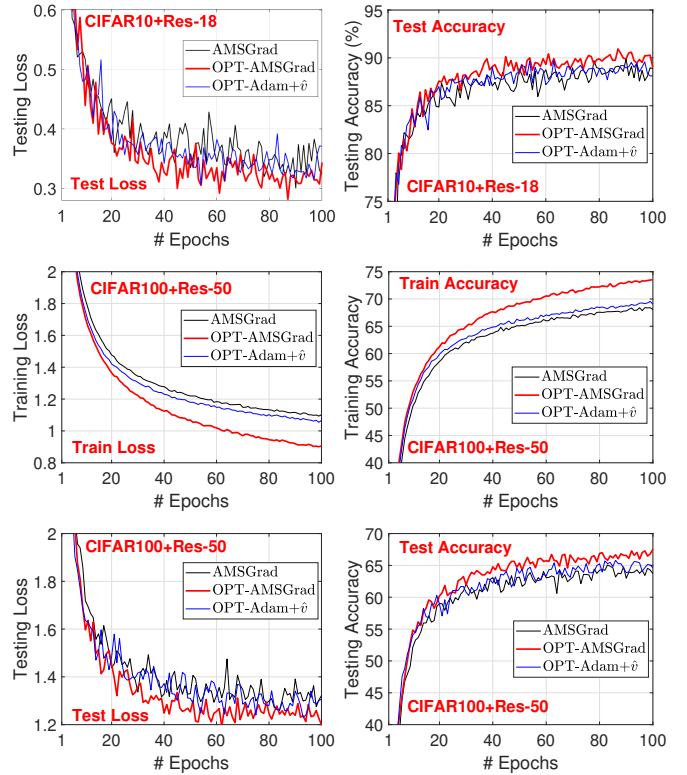 CIFAR10+Res-18
AMSGrad
OPT-AMSGrad
OPT-Adam+v̂
Test Loss
Testing Loss
0.6
0.5
0.4
0.3
1 20 40 60 80 100
# Epochs
Test Accuracy
AMSGrad
OPT-AMSGrad
OPT-Adam+v̂
CIFAR10+Res-18
Testing Accuracy (%)
95
90
85
80
75
1 20 40 60 80 100
# Epochs
CIFAR100+Res-50
AMSGrad
OPT-AMSGrad
OPT-Adam+v̂
Train Loss
Training Loss
2
1.8
1.6
1.4
1.2
1
0.8
1 20 40 60 80 100
# Epochs
Train Accuracy
AMSGrad
OPT-AMSGrad
OPT-Adam+v̂
CIFAR100+Res-50
Training Accuracy
75
70
65
60
55
50
45
40
1 20 40 60 80 100
# Epochs
CIFAR100+Res-50
AMSGrad
OPT-AMSGrad
OPT-Adam+v̂
Test Loss
Testing Loss
2
1.8
1.6
1.4
1.2
1 20 40 60 80 100
# Epochs
Test Accuracy
AMSGrad
OPT-AMSGrad
OPT-Adam+v̂
CIFAR100+Res-50
Testing Accuracy
70
65
60
55
50
45
40
1 20 40 60 80 100
# Epochs